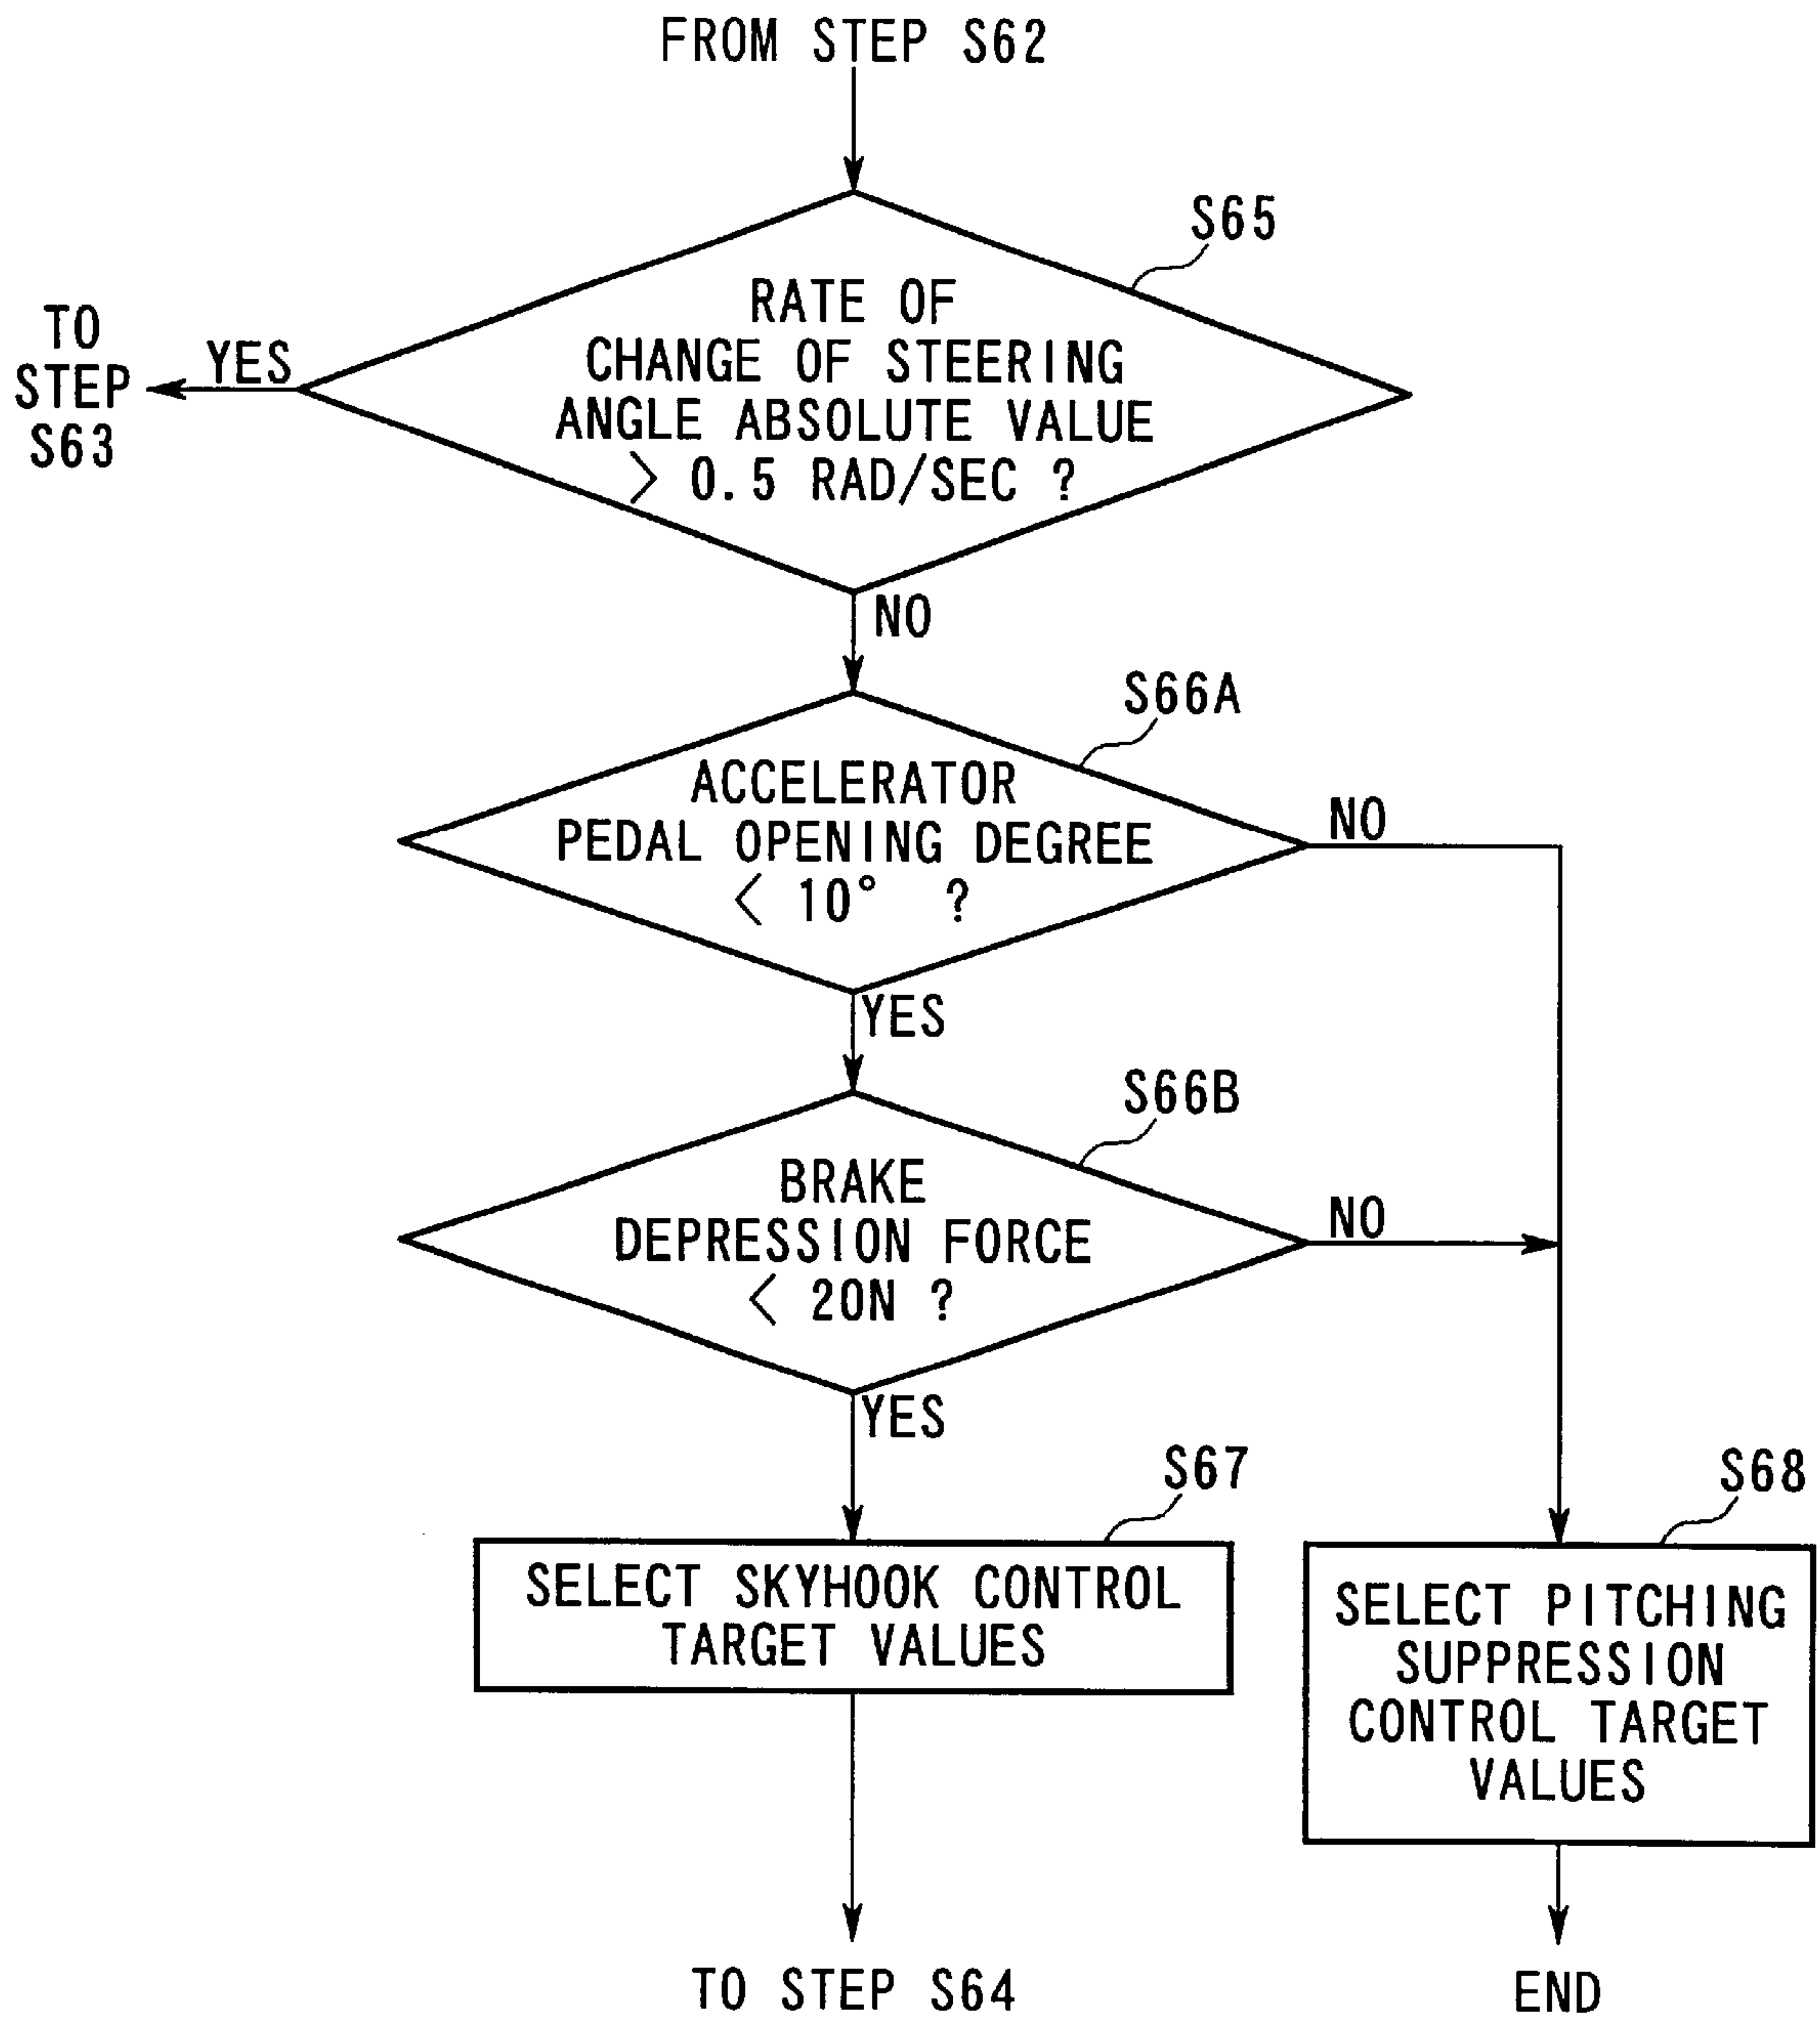 FROM STEP S62
S65
RATE OF
CHANGE OF STEERING
ANGLE ABSOLUTE VALUE
> 0.5 RAD/SEC ?
TO
STEP
S63
YES
NO
S66A
ACCELERATOR
PEDAL OPENING DEGREE
< 10° ?
NO
YES
S66B
BRAKE
DEPRESSION FORCE
< 20N ?
NO
YES
S67
SELECT SKYHOOK CONTROL
TARGET VALUES
S68
SELECT PITCHING
SUPPRESSION
CONTROL TARGET
VALUES
TO STEP S64
END